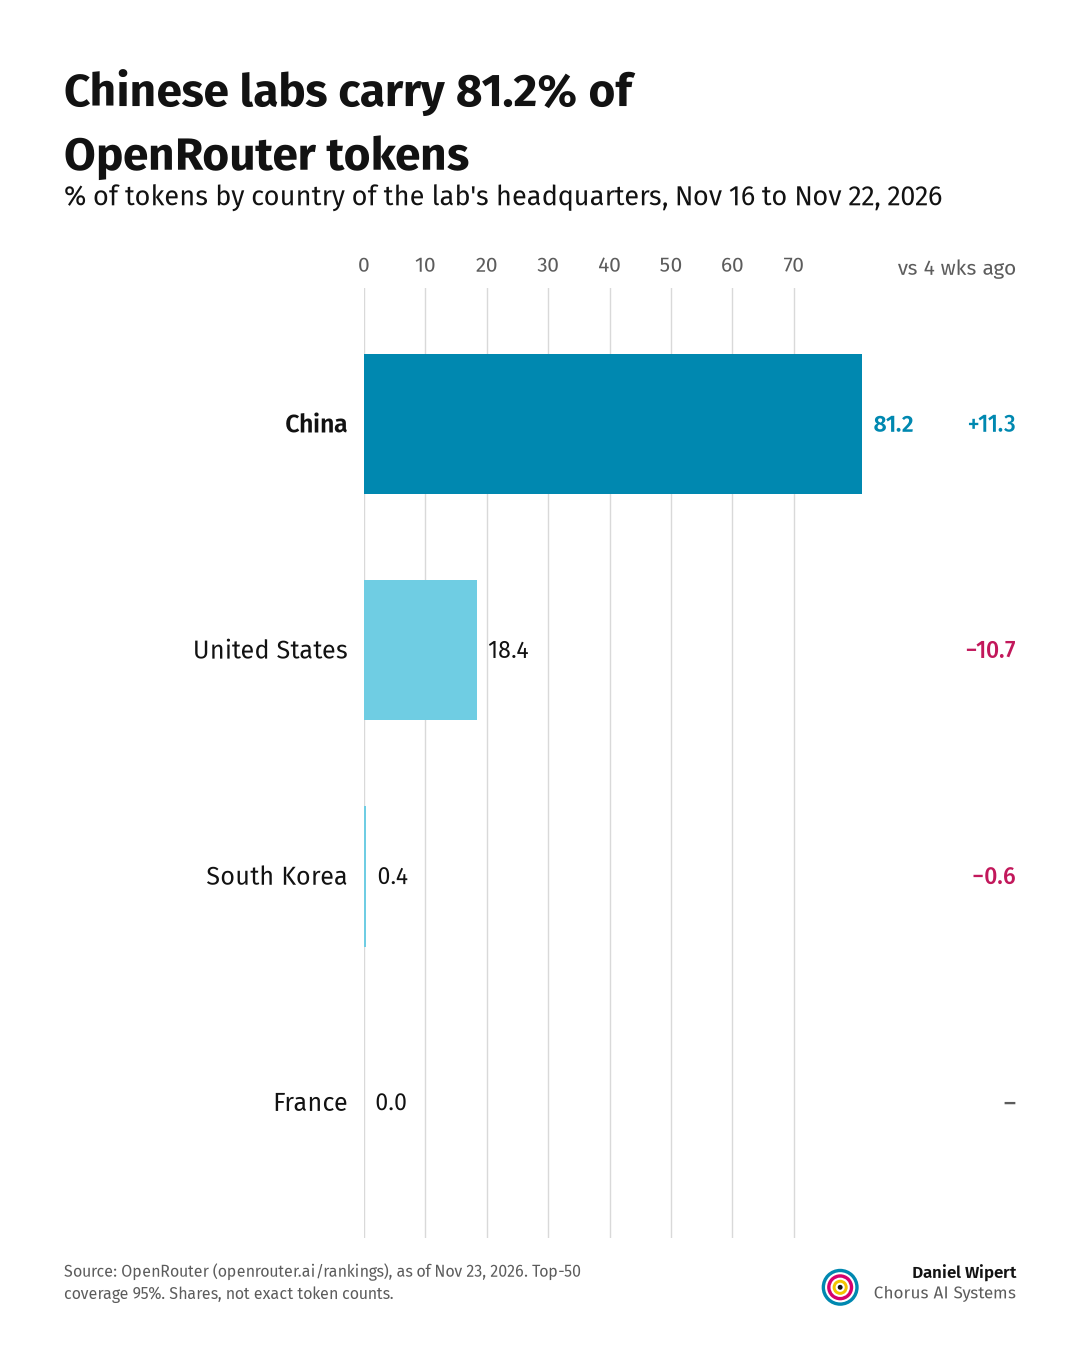 Chinese labs carry 81.2% of
OpenRouter tokens
% of tokens by country of the lab's headquarters, Nov 16 to Nov 22, 2026
0 10 20 30 40 50 60 70 vs 4 wks ago
China 81.2 +11.3
United States 18.4 −10.7
South Korea 0.4 −0.6
France 0.0 –
Source: OpenRouter (openrouter.ai/rankings), as of Nov 23, 2026. Top-50
coverage 95%. Shares, not exact token counts.
Daniel Wipert
Chorus AI Systems